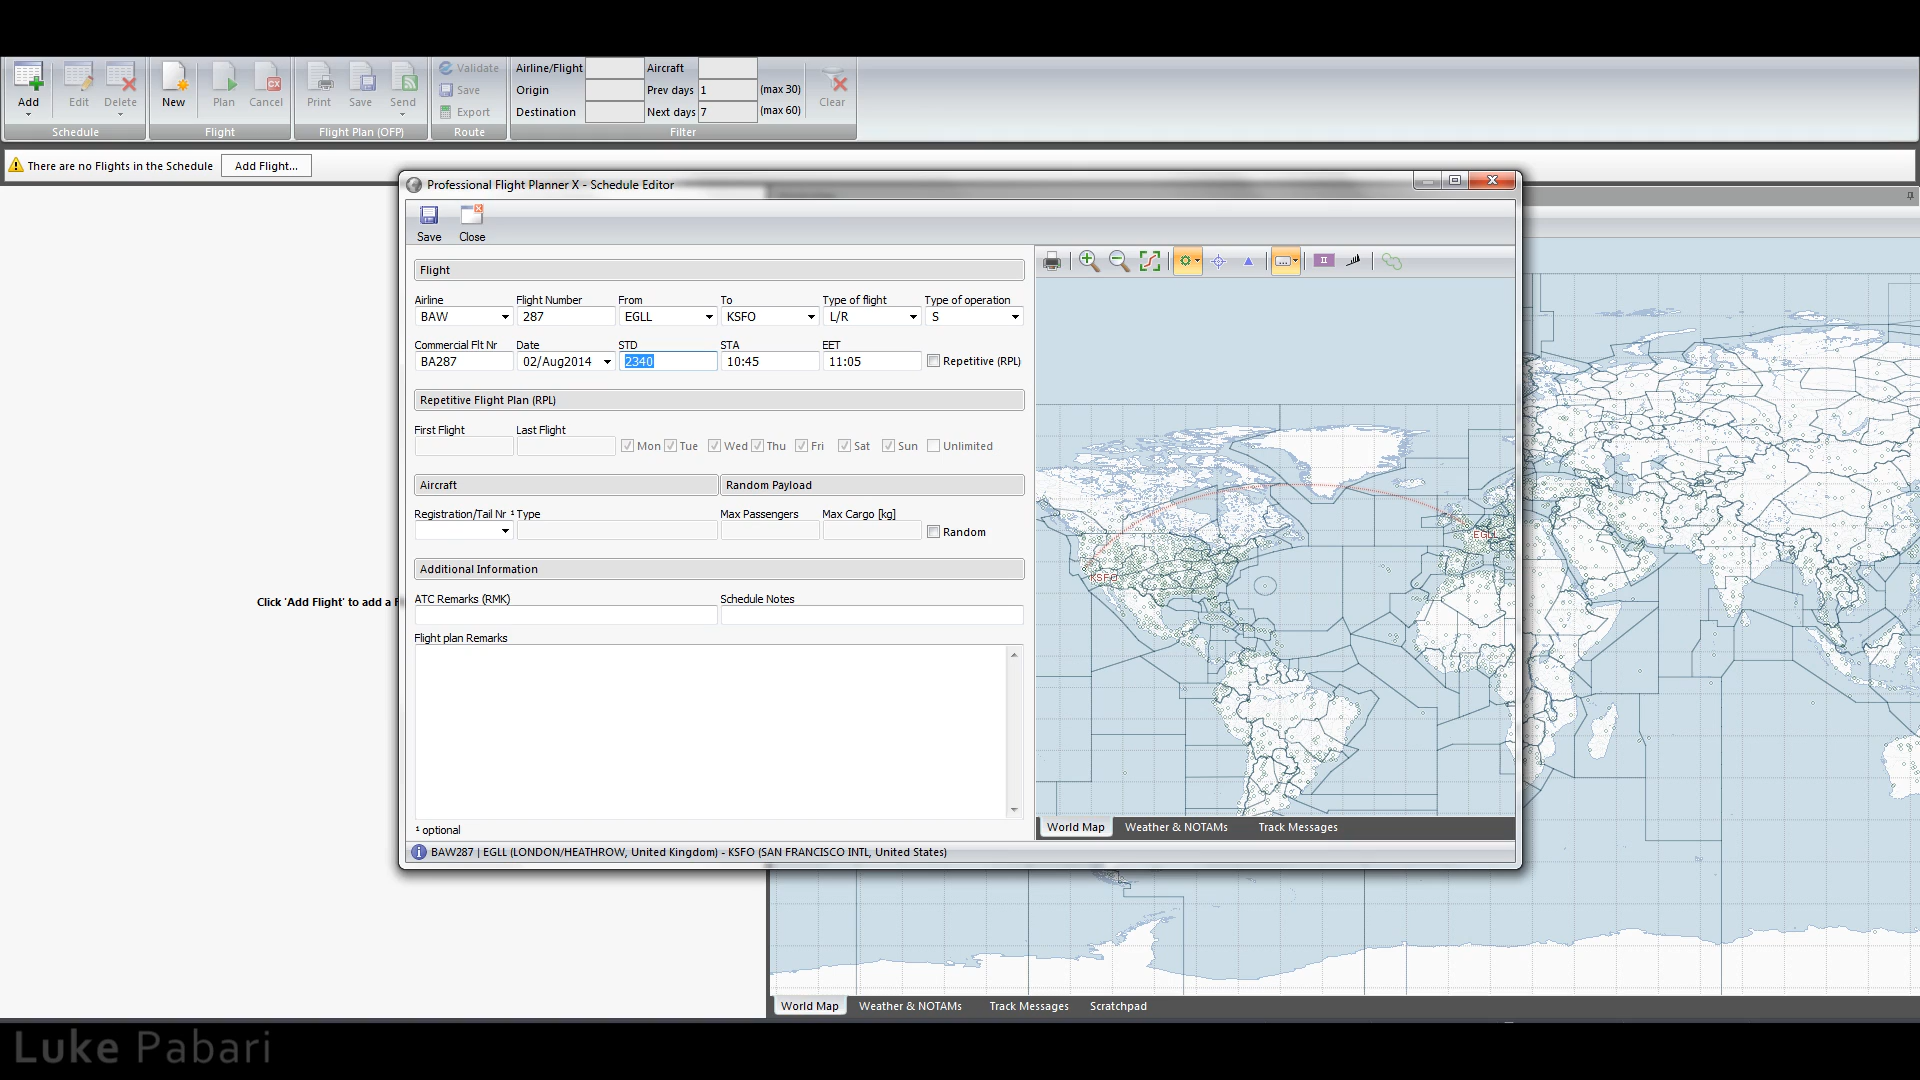 Add Edit Delete New Plan Cancel Print Save Send
Schedule Flight Flight Plan (OFP) Route Filter
Validate
Save
Export
Airline/Flight Aircraft
Origin Prev days 1 (max 30)
Destination Next days 7 (max 60)
Clear
There are no Flights in the Schedule Add Flight...
Click 'Add Flight' to add a F
Professional Flight Planner X - Schedule Editor
Save Close
Flight
Airline Flight Number From To Type of flight Type of operation
BAW 287 EGLL KSFO L/R S
Commercial Flt Nr Date STD STA EET
BA287 02/Aug2014 2340 10:45 11:05 Repetitive (RPL)
Repetitive Flight Plan (RPL)
First Flight Last Flight
Mon Tue Wed Thu Fri Sat Sun Unlimited
Aircraft Random Payload
Registration/Tail Nr ¹ Type Max Passengers Max Cargo [kg]
Random
Additional Information
ATC Remarks (RMK) Schedule Notes
Flight plan Remarks
¹ optional
EGLL
KSFO
World Map Weather & NOTAMs Track Messages
BAW287 | EGLL (LONDON/HEATHROW, United Kingdom) - KSFO (SAN FRANCISCO INTL, United States)
World Map Weather & NOTAMs Track Messages Scratchpad
Luke Pabari